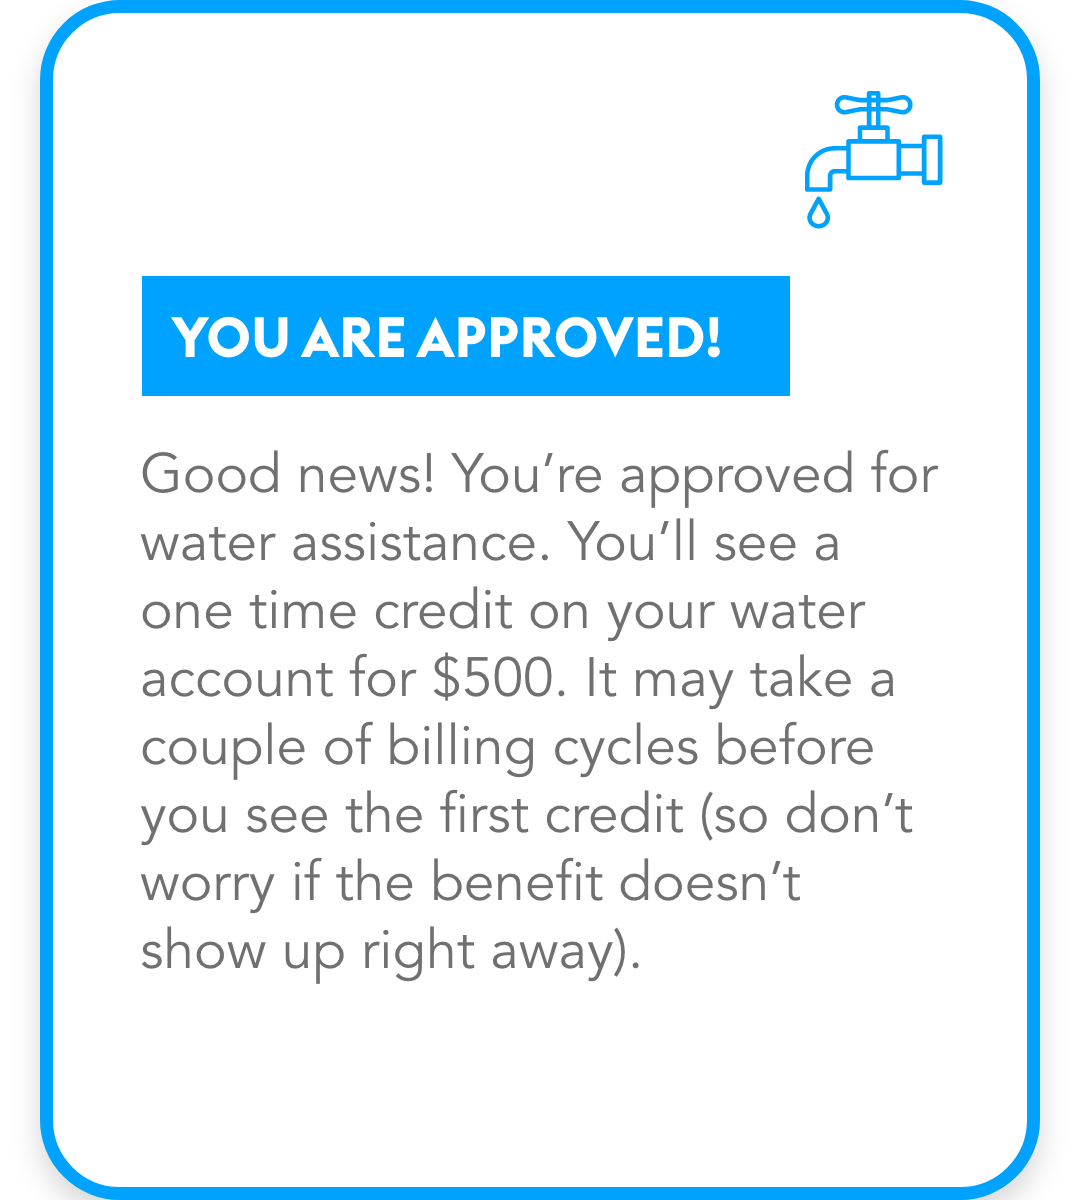 YOU ARE APPROVED!
Good news! You’re approved for
water assistance. You’ll see a
one time credit on your water
account for $500. It may take a
couple of billing cycles before
you see the first credit (so don’t
worry if the benefit doesn’t
show up right away).